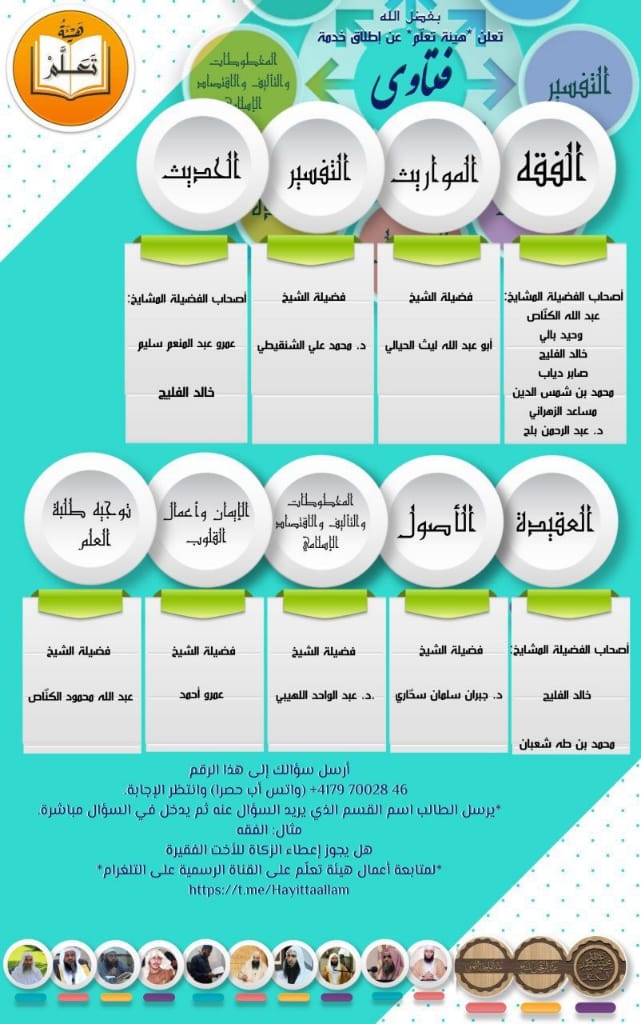 هيئة
تَعَلَّمْ
بفضل الله
تعلن *هيئة تعلّم* عن إطلاق خدمة
فتاوى
التفسير
المخطوطات
والتآليف والاقتصاد
الإسلامي
الفقه
المواريث
التفسير
الحديث
أصحاب الفضيلة المشايخ:
عبد الله الكنّاص
وحيد بالي
خالد الفليج
صابر دياب
محمد بن شمس الدين
مساعد الزهراني
د. عبد الرحمن بلح
فضيلة الشيخ
أبو عبد الله ليث الحيالي
فضيلة الشيخ
د. محمد علي الشنقيطي
أصحاب الفضيلة المشايخ:
عمرو عبد المنعم سليم
خالد الفليج
العقيدة
الأصول
المخطوطات
والتآليف والاقتصاد
الإسلامي
الإيمان وأعمال
القلوب
توجيه طلبة
العلم
أصحاب الفضيلة المشايخ:
خالد الفليج
محمد بن طه شعبان
فضيلة الشيخ
د. جبران سلمان سحّاري
فضيلة الشيخ
د. عبد الواحد اللهيبي.
فضيلة الشيخ
عمرو أحمد
فضيلة الشيخ
عبد الله محمود الكنّاص
أرسل سؤالك إلى هذا الرقم
+4179 70028 46 (واتس أب حصرا) وانتظر الإجابة.
*يرسل الطالب اسم القسم الذي يريد السؤال عنه ثم يدخل في السؤال مباشرة.
مثال: الفقه
هل يجوز إعطاء الزكاة للأخت الفقيرة
*لمتابعة أعمال هيئة تعلّم على القناة الرسمية على التلغرام*
https://t.me/Hayittaallam